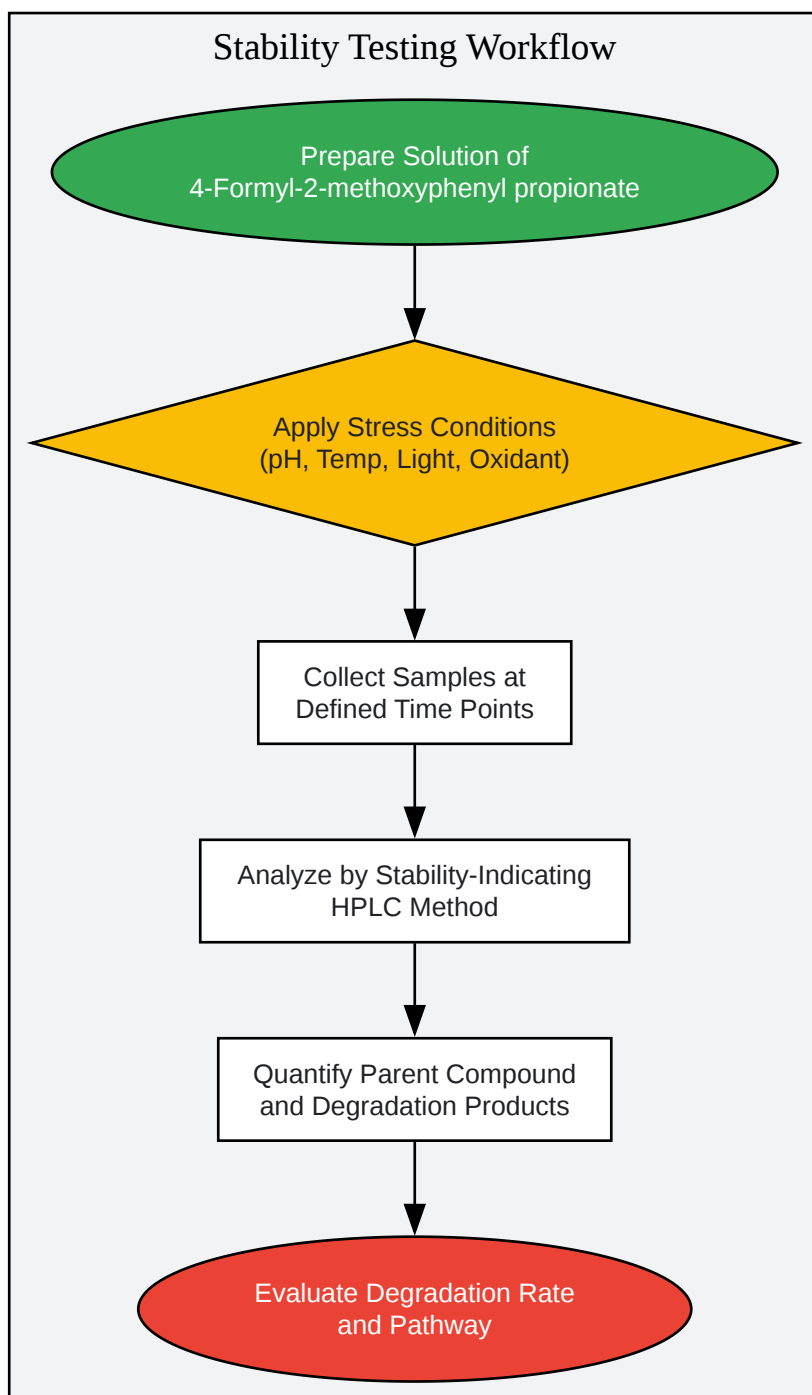 Stability Testing Workflow
Prepare Solution of
4-Formyl-2-methoxyphenyl propionate
Apply Stress Conditions
(pH, Temp, Light, Oxidant)
Collect Samples at
Defined Time Points
Analyze by Stability-Indicating
HPLC Method
Quantify Parent Compound
and Degradation Products
Evaluate Degradation Rate
and Pathway